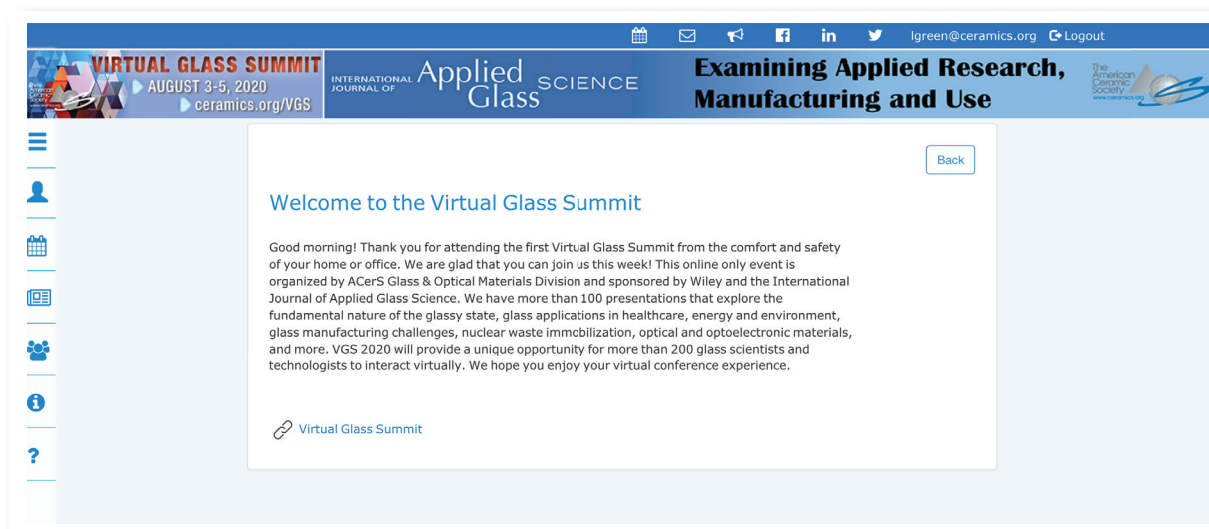 lgreen@ceramics.org Logout
VIRTUAL GLASS SUMMIT
AUGUST 3-5, 2020
ceramics.org/VGS
INTERNATIONAL JOURNAL OF Applied Glass SCIENCE
Examining Applied Research,
Manufacturing and Use
The American Ceramic Society
www.ceramics.org
Back
Welcome to the Virtual Glass Summit
Good morning! Thank you for attending the first Virtual Glass Summit from the comfort and safety
of your home or office. We are glad that you can join us this week! This online only event is
organized by ACerS Glass & Optical Materials Division and sponsored by Wiley and the International
Journal of Applied Glass Science. We have more than 100 presentations that explore the
fundamental nature of the glassy state, glass applications in healthcare, energy and environment,
glass manufacturing challenges, nuclear waste immobilization, optical and optoelectronic materials,
and more. VGS 2020 will provide a unique opportunity for more than 200 glass scientists and
technologists to interact virtually. We hope you enjoy your virtual conference experience.
Virtual Glass Summit